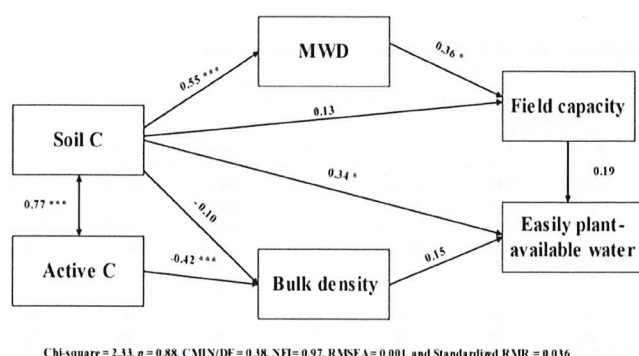 MWD
0.55 ***
0.36 *
Field capacity
0.13
Soil C
0.34 *
0.19
0.77 ***
- 0.10
Easily plant-
available water
Active C
-0.42 ***
0.15
Bulk density
Chi-square = 2.33, p = 0.88, CMIN/DF = 0.38, NFI= 0.97, RMSEA = 0.001, and Standardized RMR = 0.036